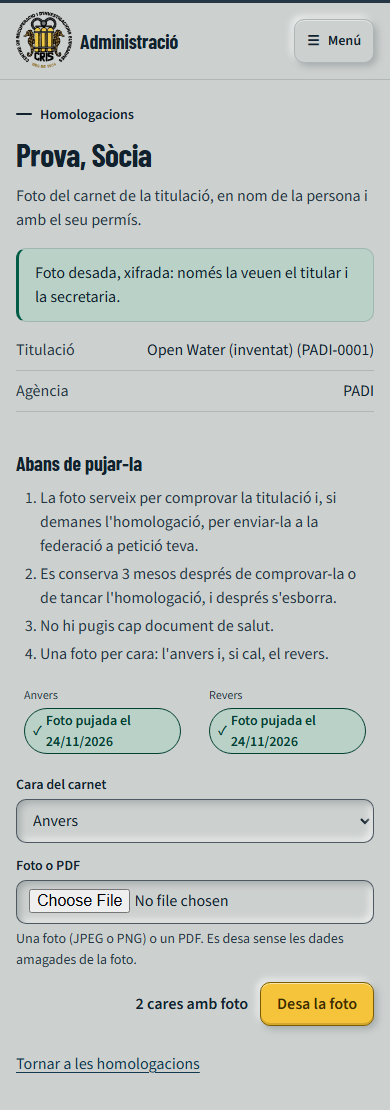 CENTRE DE RECUPERACIÓ I D'INVESTIGACIONS SUBMARINES
CRIS
Administració
☰ Menú
Homologacions
Prova, Sòcia
Foto del carnet de la titulació, en nom de la persona i
amb el seu permís.
Foto desada, xifrada: només la veuen el titular i
la secretaria.
Titulació Open Water (inventat) (PADI-0001)
Agència PADI
Abans de pujar-la
1. La foto serveix per comprovar la titulació i, si
demanes l'homologació, per enviar-la a la
federació a petició teva.
2. Es conserva 3 mesos després de comprovar-la o
de tancar l'homologació, i després s'esborra.
3. No hi pugis cap document de salut.
4. Una foto per cara: l'anvers i, si cal, el revers.
Anvers Revers
✓ Foto pujada el
24/11/2026
✓ Foto pujada el
24/11/2026
Cara del carnet
Anvers
Foto o PDF
Choose File No file chosen
Una foto (JPEG o PNG) o un PDF. Es desa sense les dades
amagades de la foto.
2 cares amb foto Desa la foto
Tornar a les homologacions